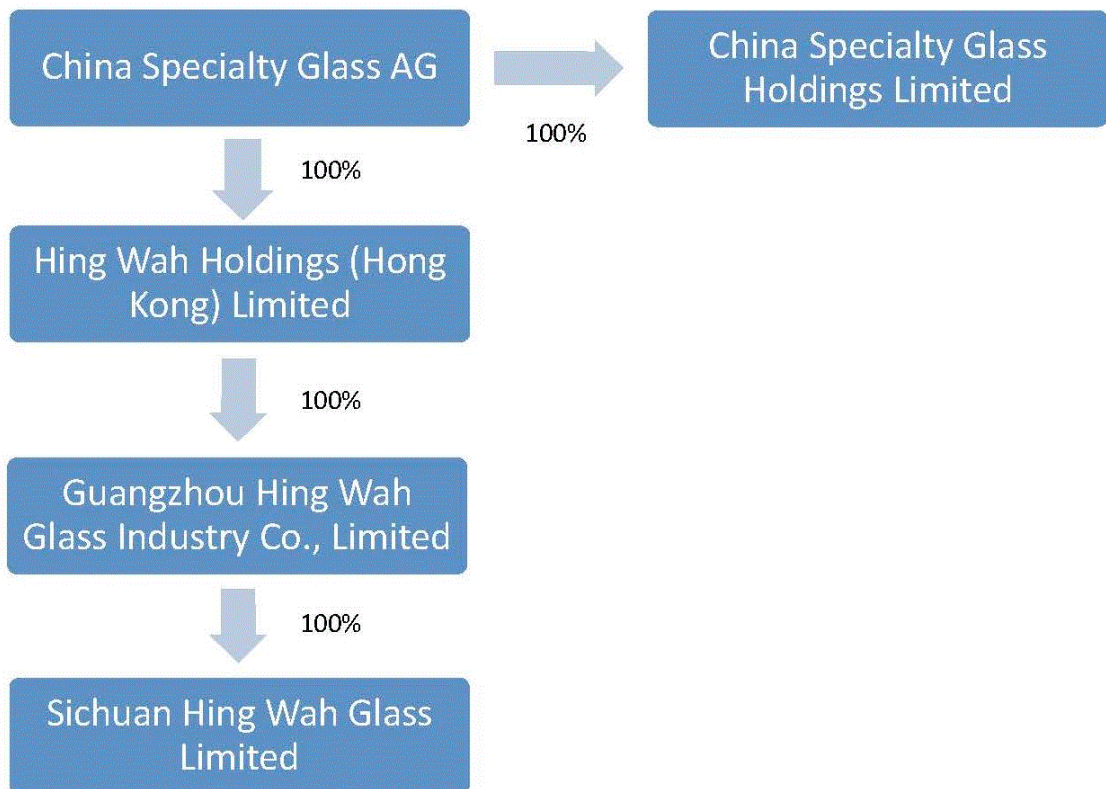 China Specialty Glass AG
China Specialty Glass
Holdings Limited
100%
100%
Hing Wah Holdings (Hong
Kong) Limited
100%
Guangzhou Hing Wah
Glass Industry Co., Limited
100%
Sichuan Hing Wah Glass
Limited